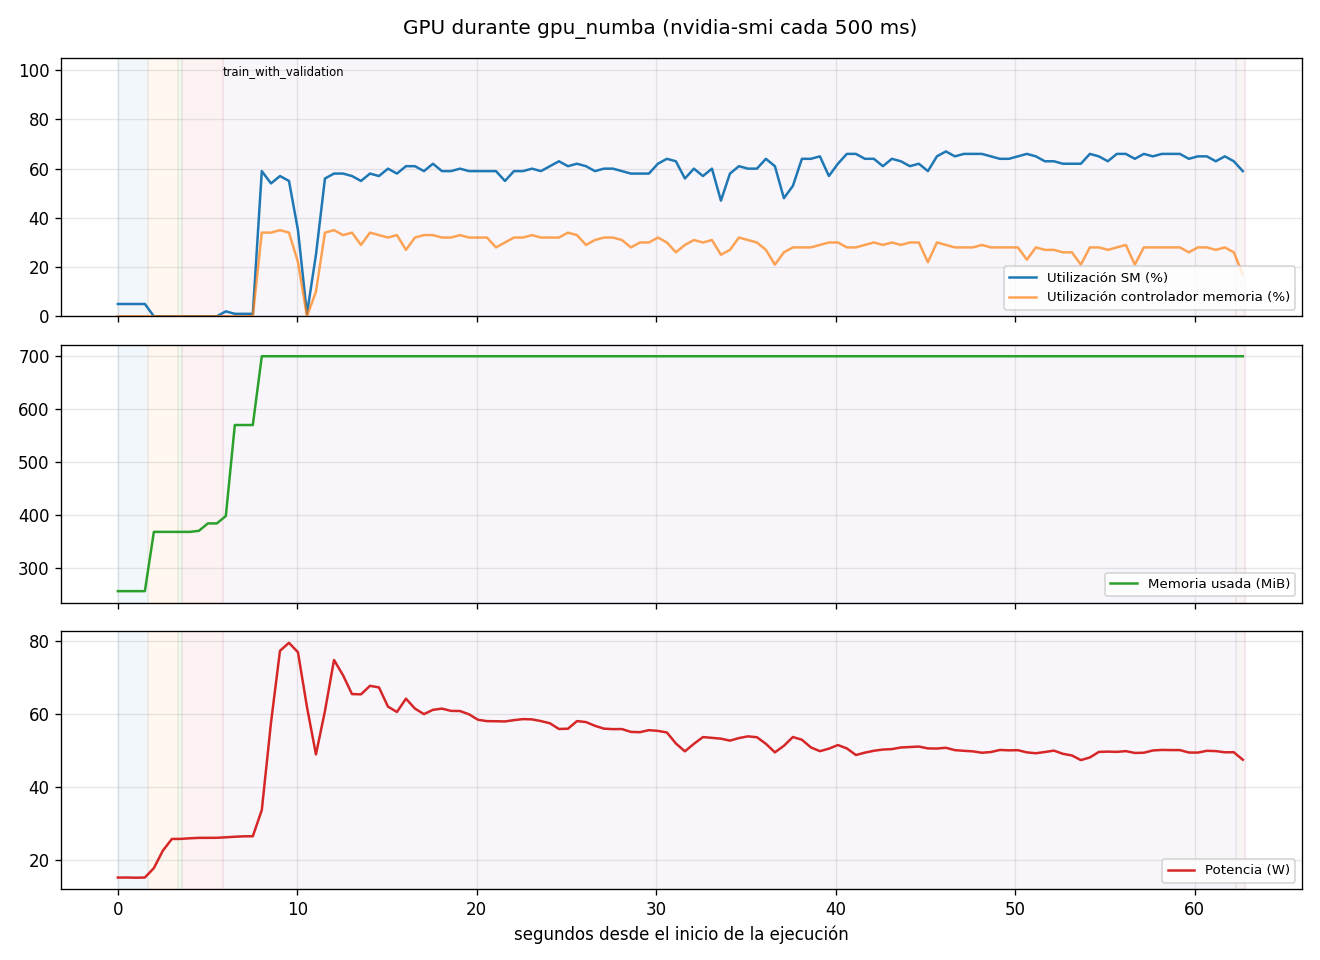 GPU durante gpu_numba (nvidia-smi cada 500 ms)
train_with_validation
100
80
60
40
20
0
Utilización SM (%)
Utilización controlador memoria (%)
700
600
500
400
300
Memoria usada (MiB)
80
60
40
20
Potencia (W)
0 10 20 30 40 50 60
segundos desde el inicio de la ejecución